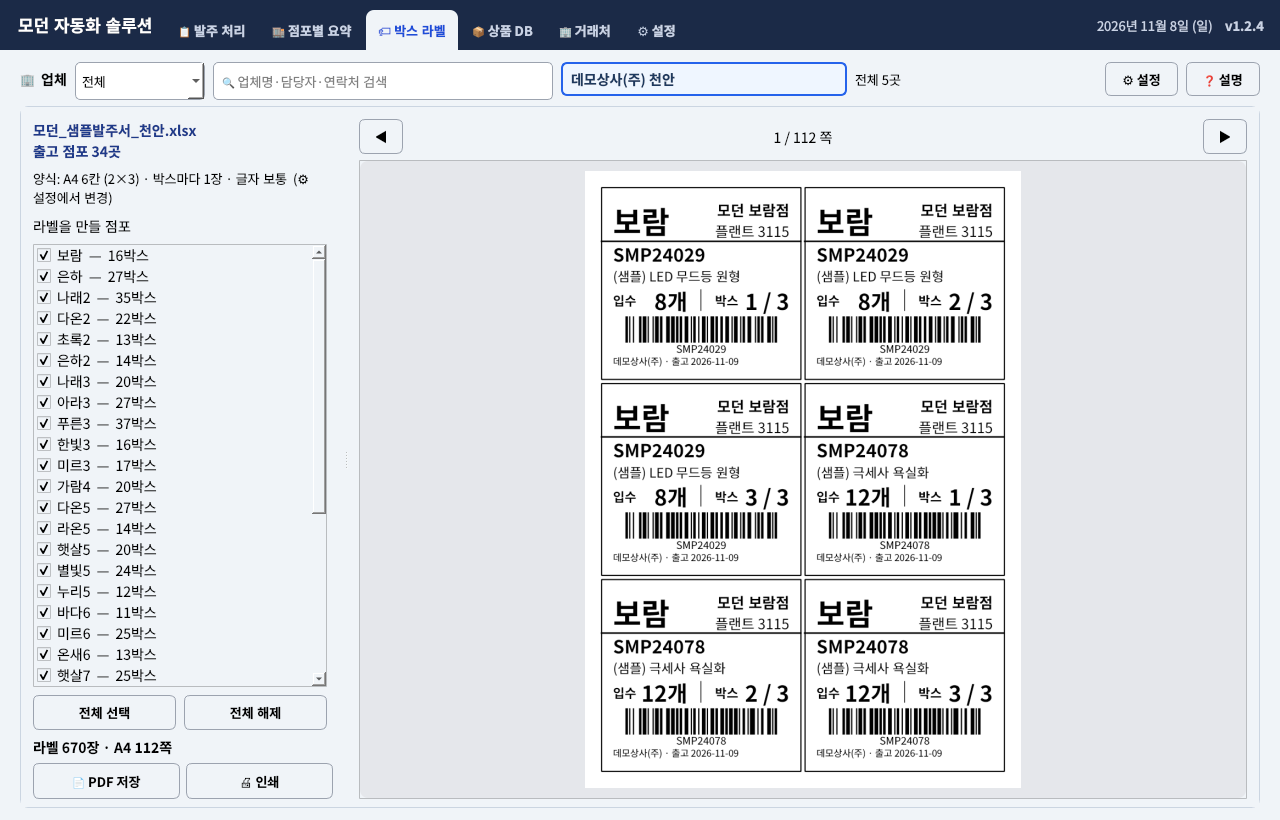 모던 자동화 솔루션
📋 발주 처리
🏬 점포별 요약
🏷 박스 라벨
📦 상품 DB
🏢 거래처
⚙ 설정
2026년 11월 8일 (일) v1.2.4
🏢 업체
전체
🔍 업체명·담당자·연락처 검색
데모상사(주) 천안
전체 5곳
⚙ 설정
❓ 설명
모던_샘플발주서_천안.xlsx
출고 점포 34곳
양식: A4 6칸 (2×3) · 박스마다 1장 · 글자 보통 (⚙
설정에서 변경)
라벨을 만들 점포
보람 — 16박스
은하 — 27박스
나래2 — 35박스
다온2 — 22박스
초록2 — 13박스
은하2 — 14박스
나래3 — 20박스
아라3 — 27박스
푸른3 — 37박스
한빛3 — 16박스
미르3 — 17박스
가람4 — 20박스
다온5 — 27박스
라온5 — 14박스
햇살5 — 20박스
별빛5 — 24박스
누리5 — 12박스
바다6 — 11박스
미르6 — 25박스
온새6 — 13박스
햇살7 — 25박스
전체 선택
전체 해제
라벨 670장 · A4 112쪽
📄 PDF 저장
🖨 인쇄
◀
1 / 112 쪽
▶
보람
모던 보람점
플랜트 3115
SMP24029
(샘플) LED 무드등 원형
입수 8개 박스 1 / 3
SMP24029
데모상사(주) · 출고 2026-11-09
보람
모던 보람점
플랜트 3115
SMP24029
(샘플) LED 무드등 원형
입수 8개 박스 2 / 3
SMP24029
데모상사(주) · 출고 2026-11-09
보람
모던 보람점
플랜트 3115
SMP24029
(샘플) LED 무드등 원형
입수 8개 박스 3 / 3
SMP24029
데모상사(주) · 출고 2026-11-09
보람
모던 보람점
플랜트 3115
SMP24078
(샘플) 극세사 욕실화
입수 12개 박스 1 / 3
SMP24078
데모상사(주) · 출고 2026-11-09
보람
모던 보람점
플랜트 3115
SMP24078
(샘플) 극세사 욕실화
입수 12개 박스 2 / 3
SMP24078
데모상사(주) · 출고 2026-11-09
보람
모던 보람점
플랜트 3115
SMP24078
(샘플) 극세사 욕실화
입수 12개 박스 3 / 3
SMP24078
데모상사(주) · 출고 2026-11-09